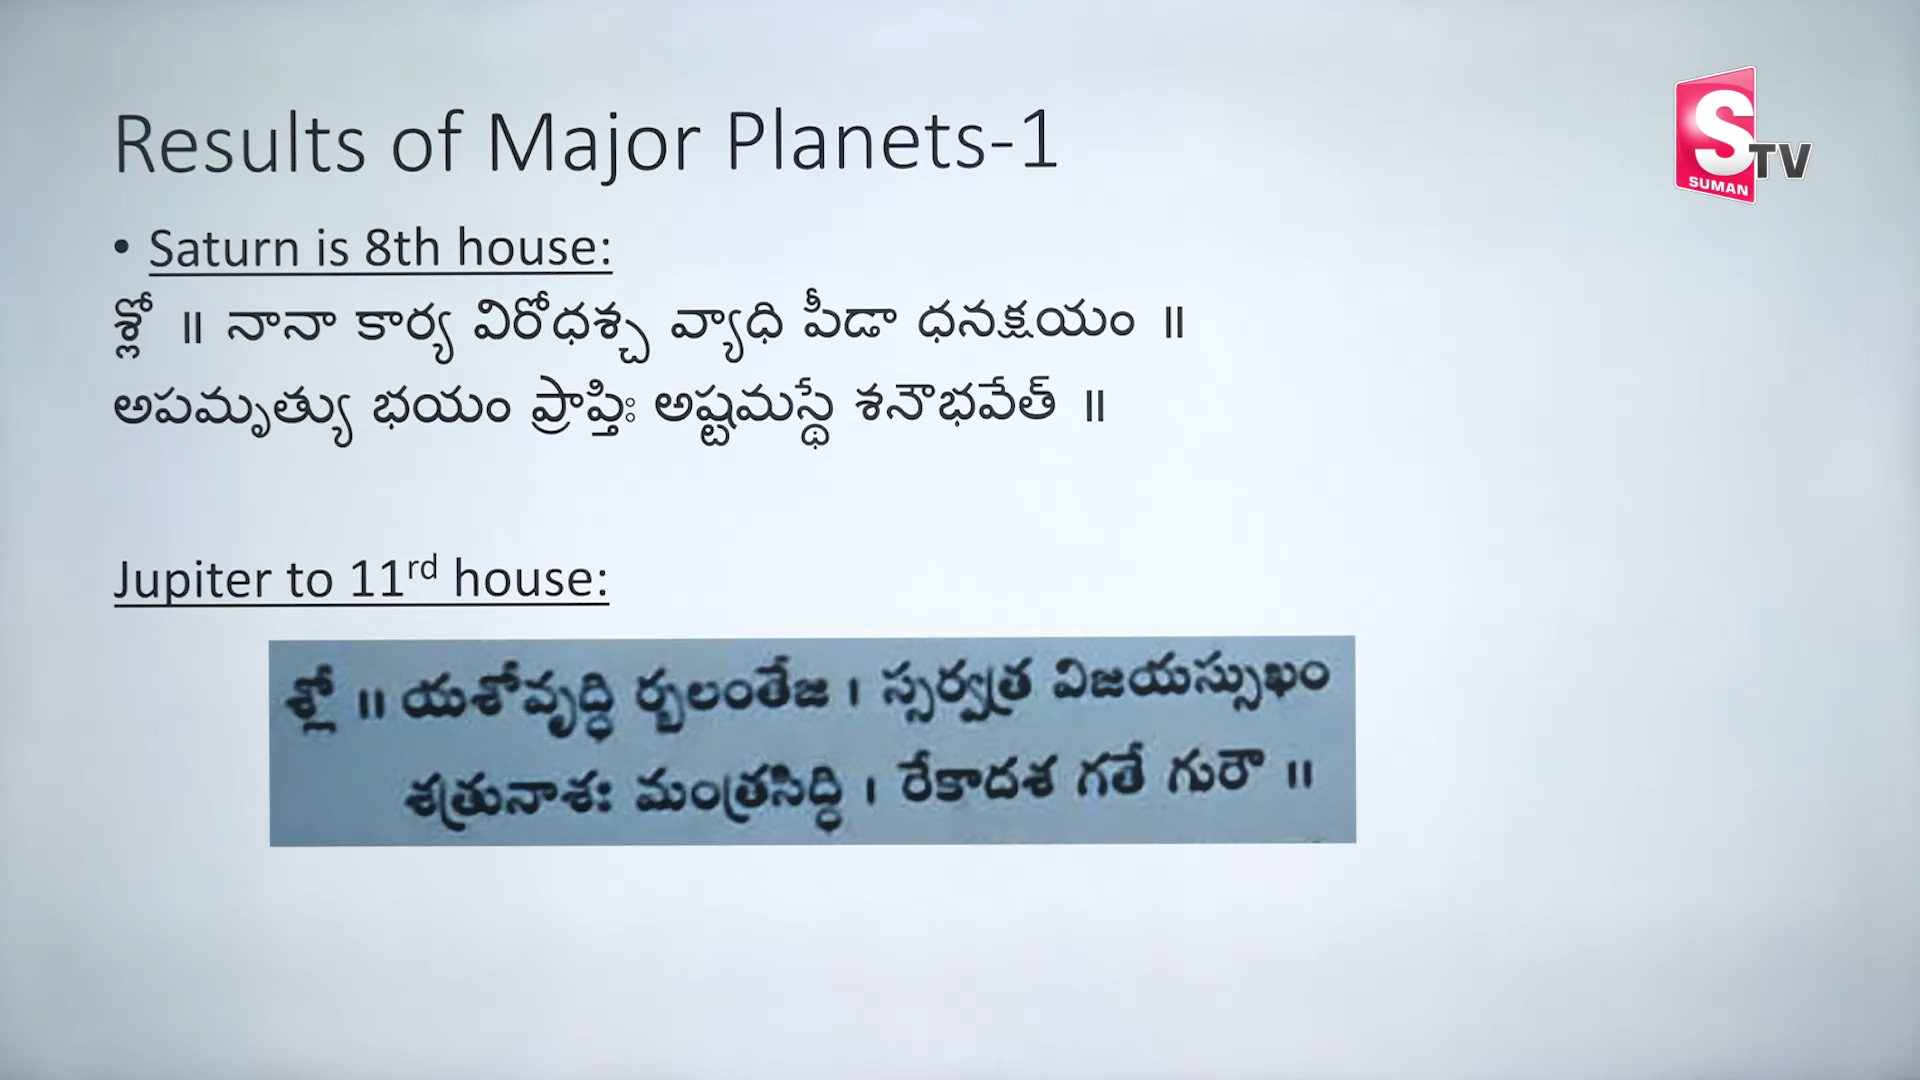 Results of Major Planets-1
S TV
SUMAN
• Saturn is 8th house:
శ్లో ॥ నానా కార్య విరోధశ్చ వ్యాధి పీడా ధనక్షయం ॥
అపమృత్యు భయం ప్రాప్తిః అష్టమస్థే శనౌభవేత్ ॥
Jupiter to 11rd house:
శ్లో ॥ యశోవృద్ధి ర్బలంతేజ । స్సర్వత్ర విజయస్సుఖం
శత్రునాశః మంత్రసిద్ధి । రేకాదశ గతే గురౌ ॥